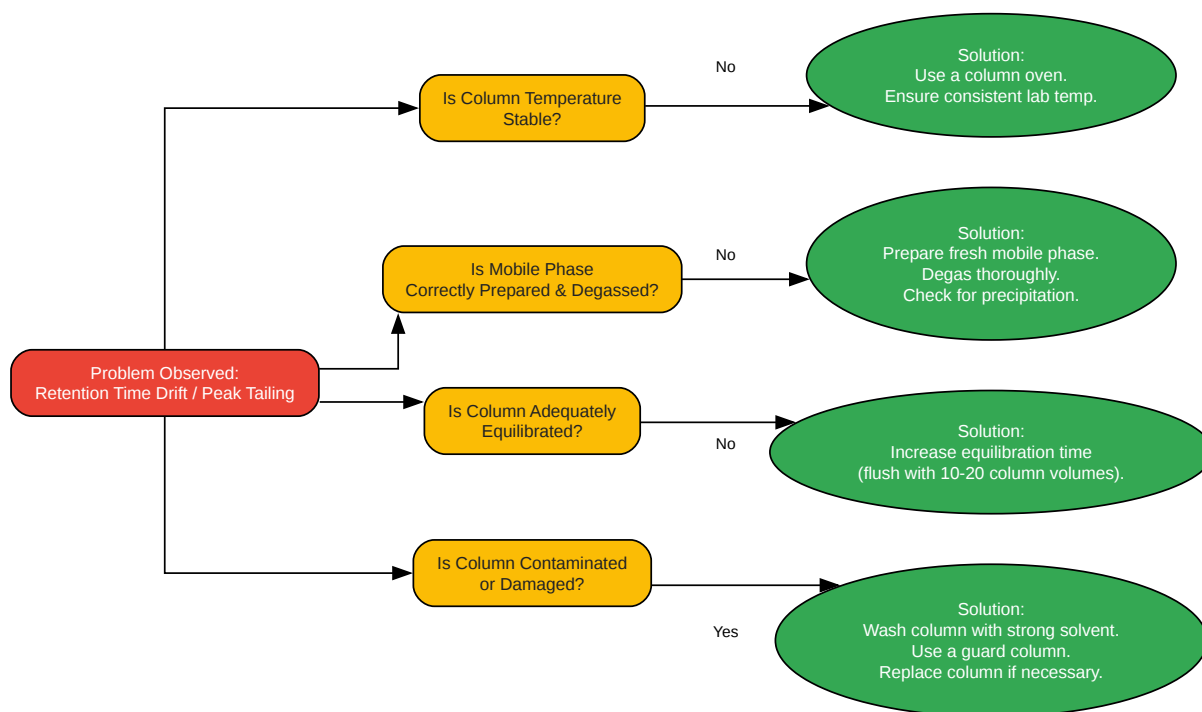 Is Column Temperature
Stable?
No
Solution:
Use a column oven.
Ensure consistent lab temp.
Is Mobile Phase
Correctly Prepared & Degassed?
No
Solution:
Prepare fresh mobile phase.
Degas thoroughly.
Check for precipitation.
Problem Observed:
Retention Time Drift / Peak Tailing
Is Column Adequately
Equilibrated?
No
Solution:
Increase equilibration time
(flush with 10-20 column volumes).
Is Column Contaminated
or Damaged?
Yes
Solution:
Wash column with strong solvent.
Use a guard column.
Replace column if necessary.